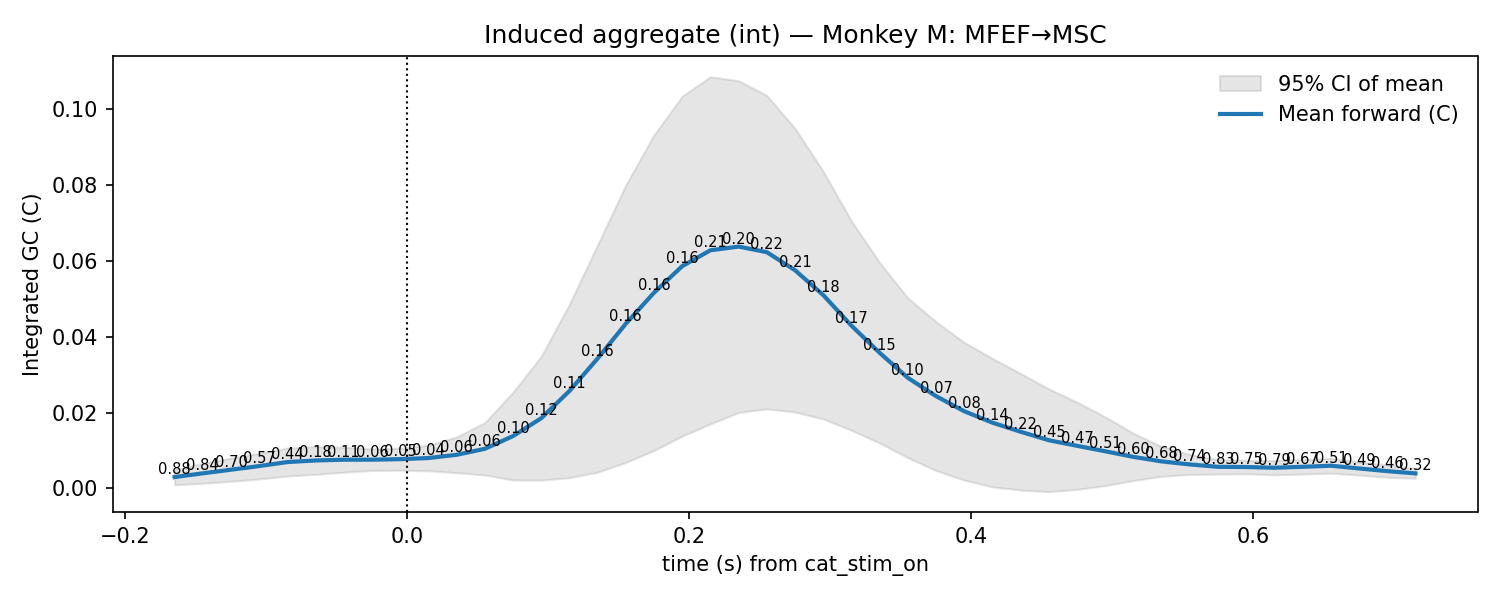 Induced aggregate (int) — Monkey M: MFEF→MSC
95% CI of mean
Mean forward (C)
Integrated GC (C)
0.10
0.08
0.06
0.04
0.02
0.00
0.88 0.84 0.70 0.57 0.44 0.18 0.11 0.06 0.05 0.04 0.06 0.06 0.10 0.12 0.11 0.16 0.16 0.16 0.16 0.21 0.20 0.22 0.21 0.18 0.17 0.15 0.10 0.07 0.08 0.14 0.22 0.45 0.47 0.51 0.60 0.68 0.74 0.83 0.75 0.79 0.67 0.51 0.49 0.46 0.32
−0.2 0.0 0.2 0.4 0.6
time (s) from cat_stim_on